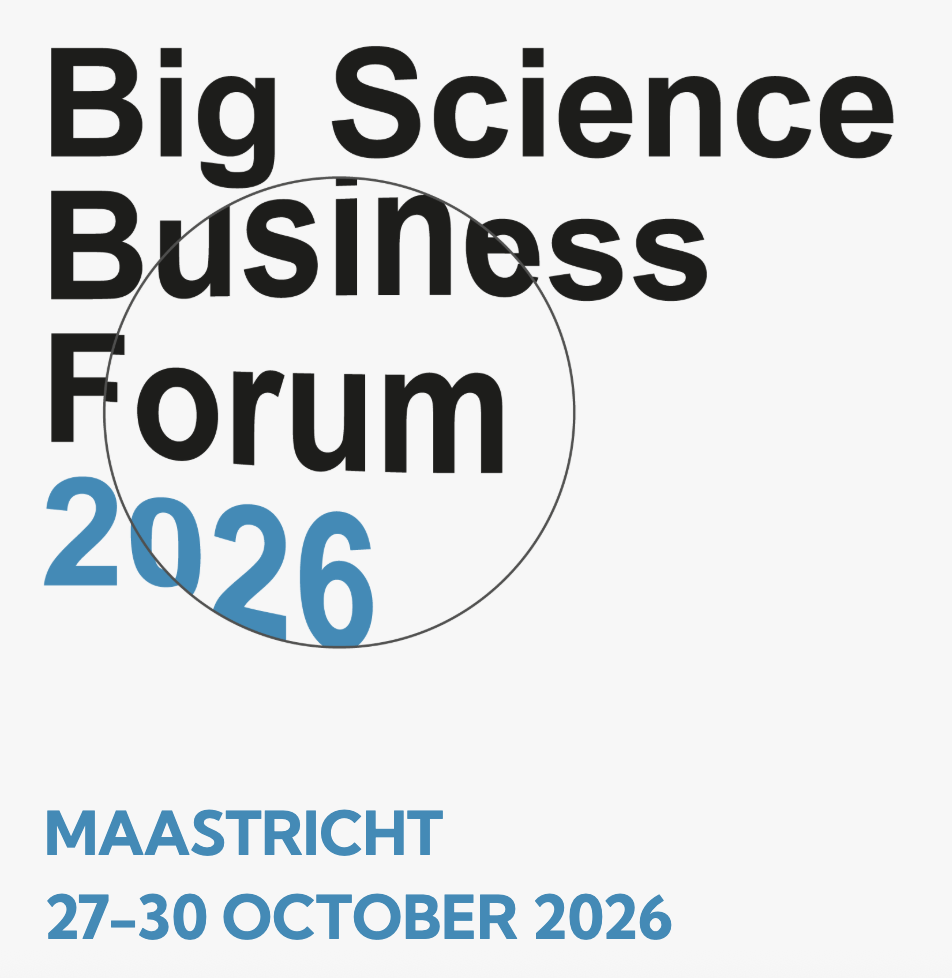 Big Science
Business
Forum
2026
MAASTRICHT
27–30 OCTOBER 2026